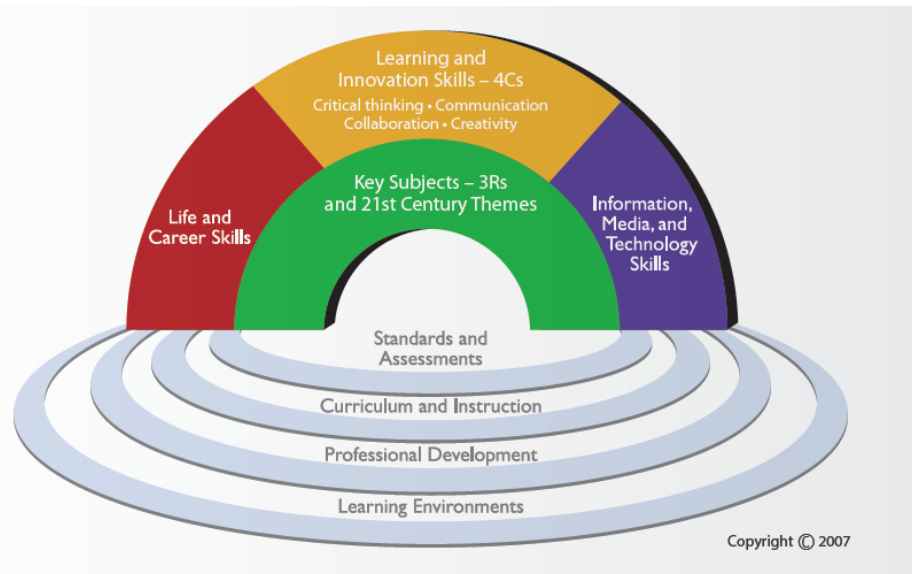 Learning and
Innovation Skills – 4Cs
Critical thinking • Communication
Collaboration • Creativity
Key Subjects – 3Rs
and 21st Century Themes
Life and
Career Skills
Information,
Media, and
Technology
Skills
Standards and
Assessments
Curriculum and Instruction
Professional Development
Learning Environments
Copyright © 2007